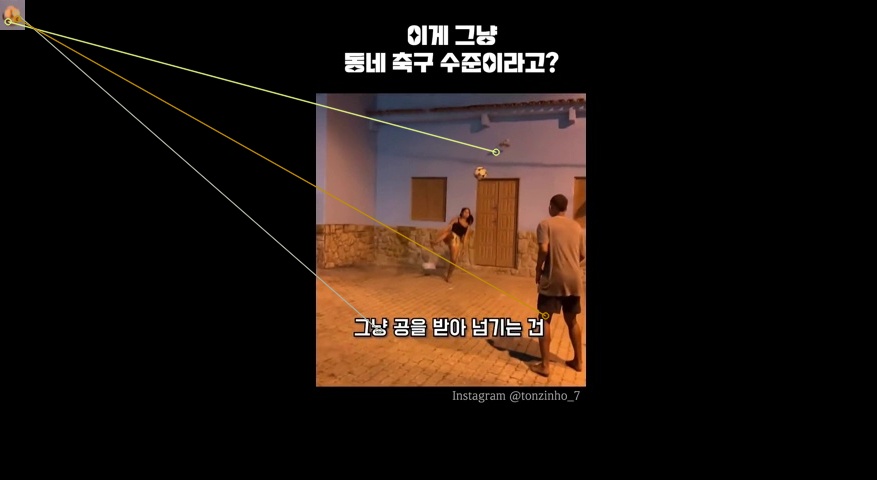 이게 그냥
동네 축구 수준이라고?
그냥 공을 받아 넘기는 건
Instagram @tonzinho_7